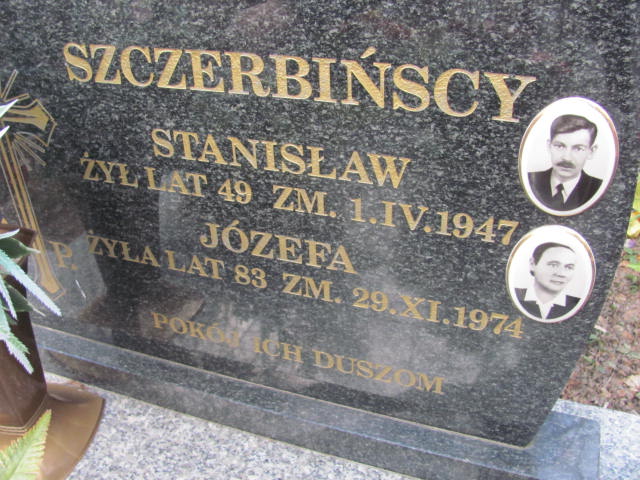 SZCZERBIŃSCY
STANISŁAW
ŻYŁ LAT 49 ZM. 1.IV.1947
JÓZEFA
ŻYŁA LAT 83 ZM. 29.XI.1974
P.
POKÓJ ICH DUSZOM